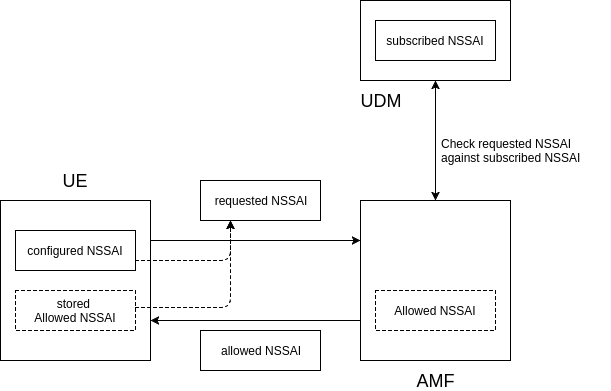 subscribed NSSAI
UDM
Check requested NSSAI
against subscribed NSSAI
UE
requested NSSAI
configured NSSAI
stored
Allowed NSSAI
Allowed NSSAI
allowed NSSAI
AMF